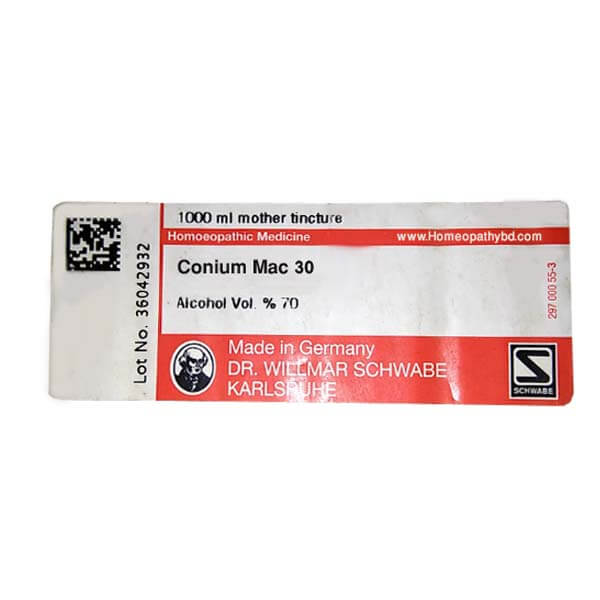 1000 ml mother tincture
Homoeopathic Medicine
www.Homeopathybd.com
Conium Mac 30
Alcohol Vol. % 70
297 000 55-3
Lot No. 36042932
Made in Germany
DR. WILLMAR SCHWABE
KARLSRUHE
SCHWABE